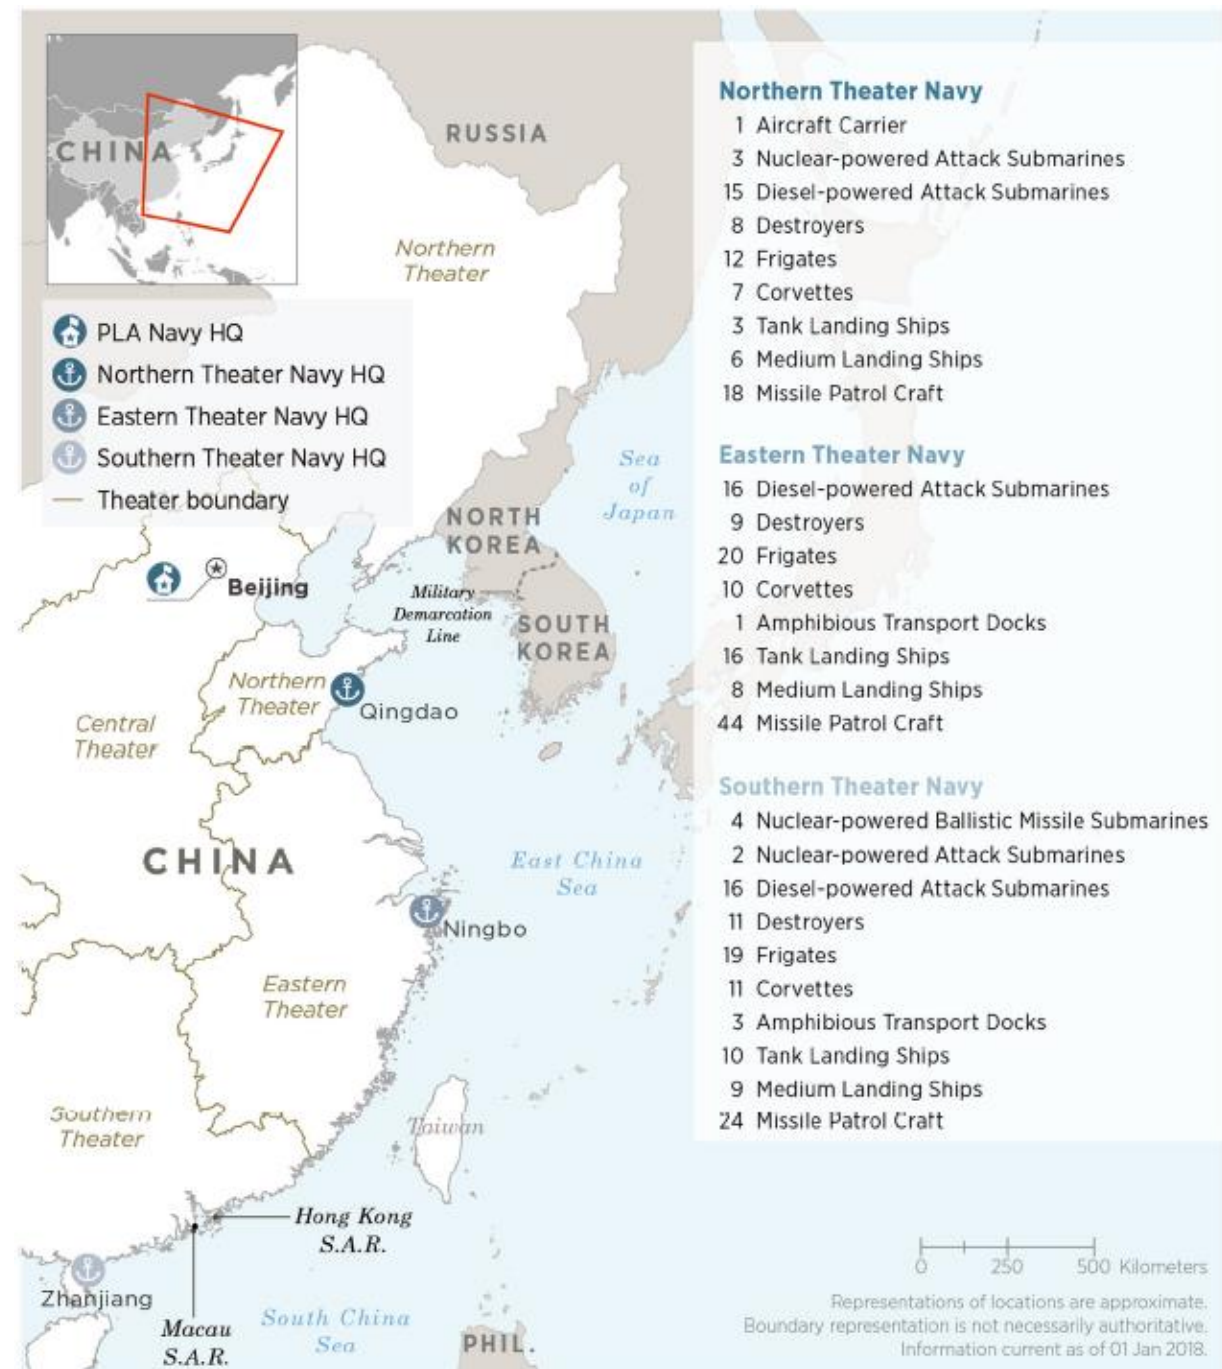 CHINA
RUSSIA
Northern
Theater
PLA Navy HQ
Northern Theater Navy HQ
Eastern Theater Navy HQ
Southern Theater Navy HQ
Theater boundary
Sea
of
Japan
NORTH
KOREA
Beijing
Military
Demarcation
Line
SOUTH
KOREA
Northern
Theater
Qingdao
Central
Theater
CHINA
East China
Sea
Ningbo
Eastern
Theater
Southern
Theater
Taiwan
Hong Kong
S.A.R.
Zhanjiang
Macau
S.A.R.
South China
Sea
PHIL.
Northern Theater Navy
1 Aircraft Carrier
3 Nuclear-powered Attack Submarines
15 Diesel-powered Attack Submarines
8 Destroyers
12 Frigates
7 Corvettes
3 Tank Landing Ships
6 Medium Landing Ships
18 Missile Patrol Craft
Eastern Theater Navy
16 Diesel-powered Attack Submarines
9 Destroyers
20 Frigates
10 Corvettes
1 Amphibious Transport Docks
16 Tank Landing Ships
8 Medium Landing Ships
44 Missile Patrol Craft
Southern Theater Navy
4 Nuclear-powered Ballistic Missile Submarines
2 Nuclear-powered Attack Submarines
16 Diesel-powered Attack Submarines
11 Destroyers
19 Frigates
11 Corvettes
3 Amphibious Transport Docks
10 Tank Landing Ships
9 Medium Landing Ships
24 Missile Patrol Craft
0 250 500 Kilometers
Representations of locations are approximate.
Boundary representation is not necessarily authoritative.
Information current as of 01 Jan 2018.